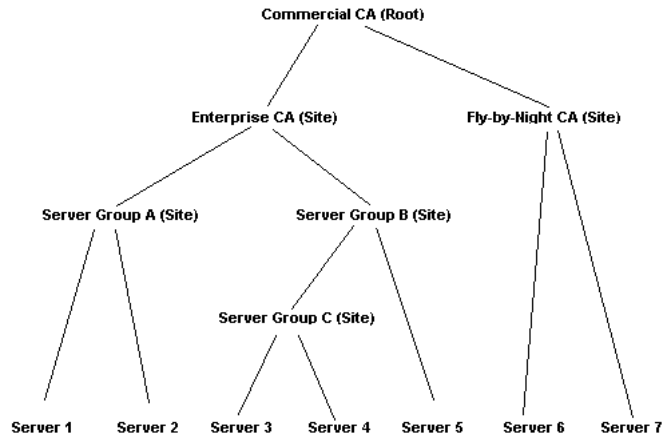 Commercial CA (Root)
Enterprise CA (Site)
Fly-by-Night CA (Site)
Server Group A (Site)
Server Group B (Site)
Server Group C (Site)
Server 1
Server 2
Server 3
Server 4
Server 5
Server 6
Server 7